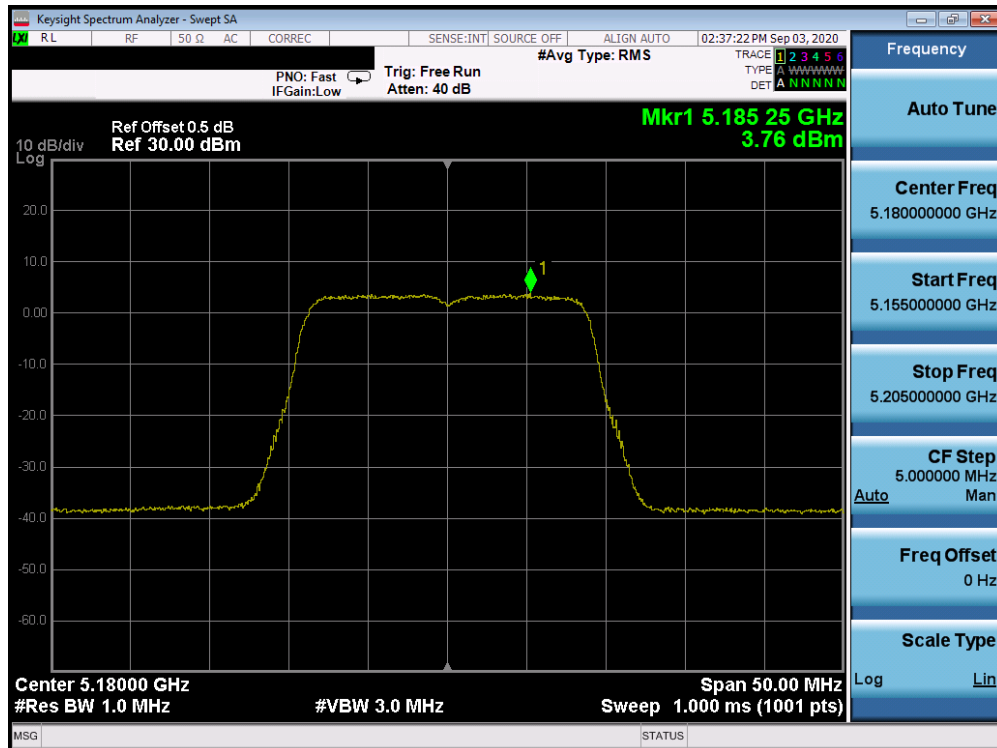 Keysight Spectrum Analyzer - Swept SA
LXI RL RF 50 Ω AC CORREC SENSE:INT SOURCE OFF ALIGN AUTO 02:37:22 PM Sep 03, 2020
#Avg Type: RMS TRACE 1 2 3 4 5 6
PNO: Fast Trig: Free Run TYPE A WWWWW
IFGain:Low Atten: 40 dB DET A N N N N N
Frequency
Auto Tune
Mkr1 5.185 25 GHz
3.76 dBm
Ref Offset 0.5 dB
10 dB/div Ref 30.00 dBm
Log
20.0
10.0
0.00
-10.0
-20.0
-30.0
-40.0
-50.0
-60.0
1
Center Freq
5.180000000 GHz
Start Freq
5.155000000 GHz
Stop Freq
5.205000000 GHz
CF Step
5.000000 MHz
Auto Man
Freq Offset
0 Hz
Scale Type
Log Lin
Center 5.18000 GHz Span 50.00 MHz
#Res BW 1.0 MHz #VBW 3.0 MHz Sweep 1.000 ms (1001 pts)
MSG STATUS